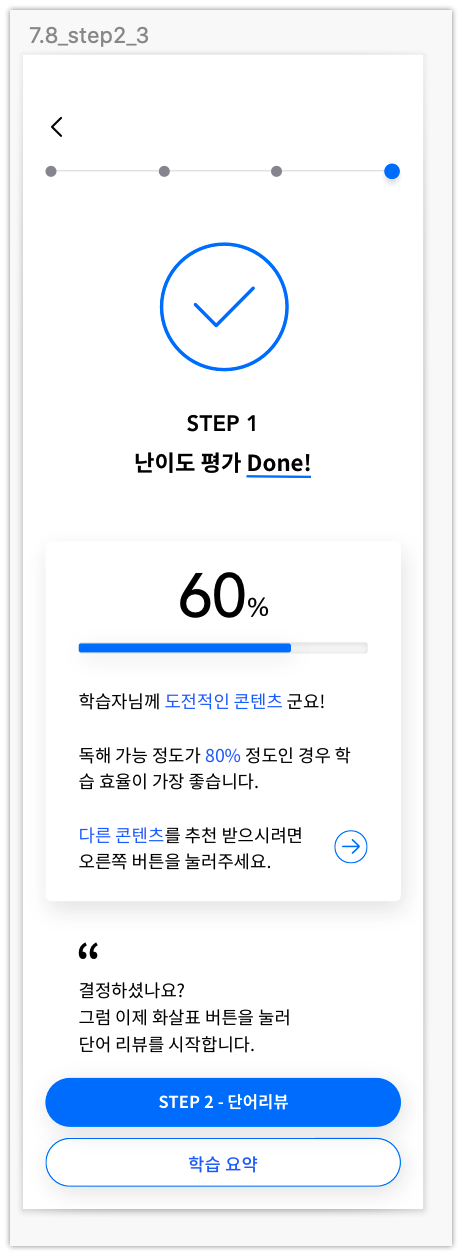 7.8_step2_3
STEP 1
난이도 평가 Done!
60%
학습자님께 도전적인 콘텐츠 군요!
독해 가능 정도가 80% 정도인 경우 학
습 효율이 가장 좋습니다.
다른 콘텐츠를 추천 받으시려면
오른쪽 버튼을 눌러주세요.
“
결정하셨나요?
그럼 이제 화살표 버튼을 눌러
단어 리뷰를 시작합니다.
STEP 2 - 단어리뷰
학습 요약